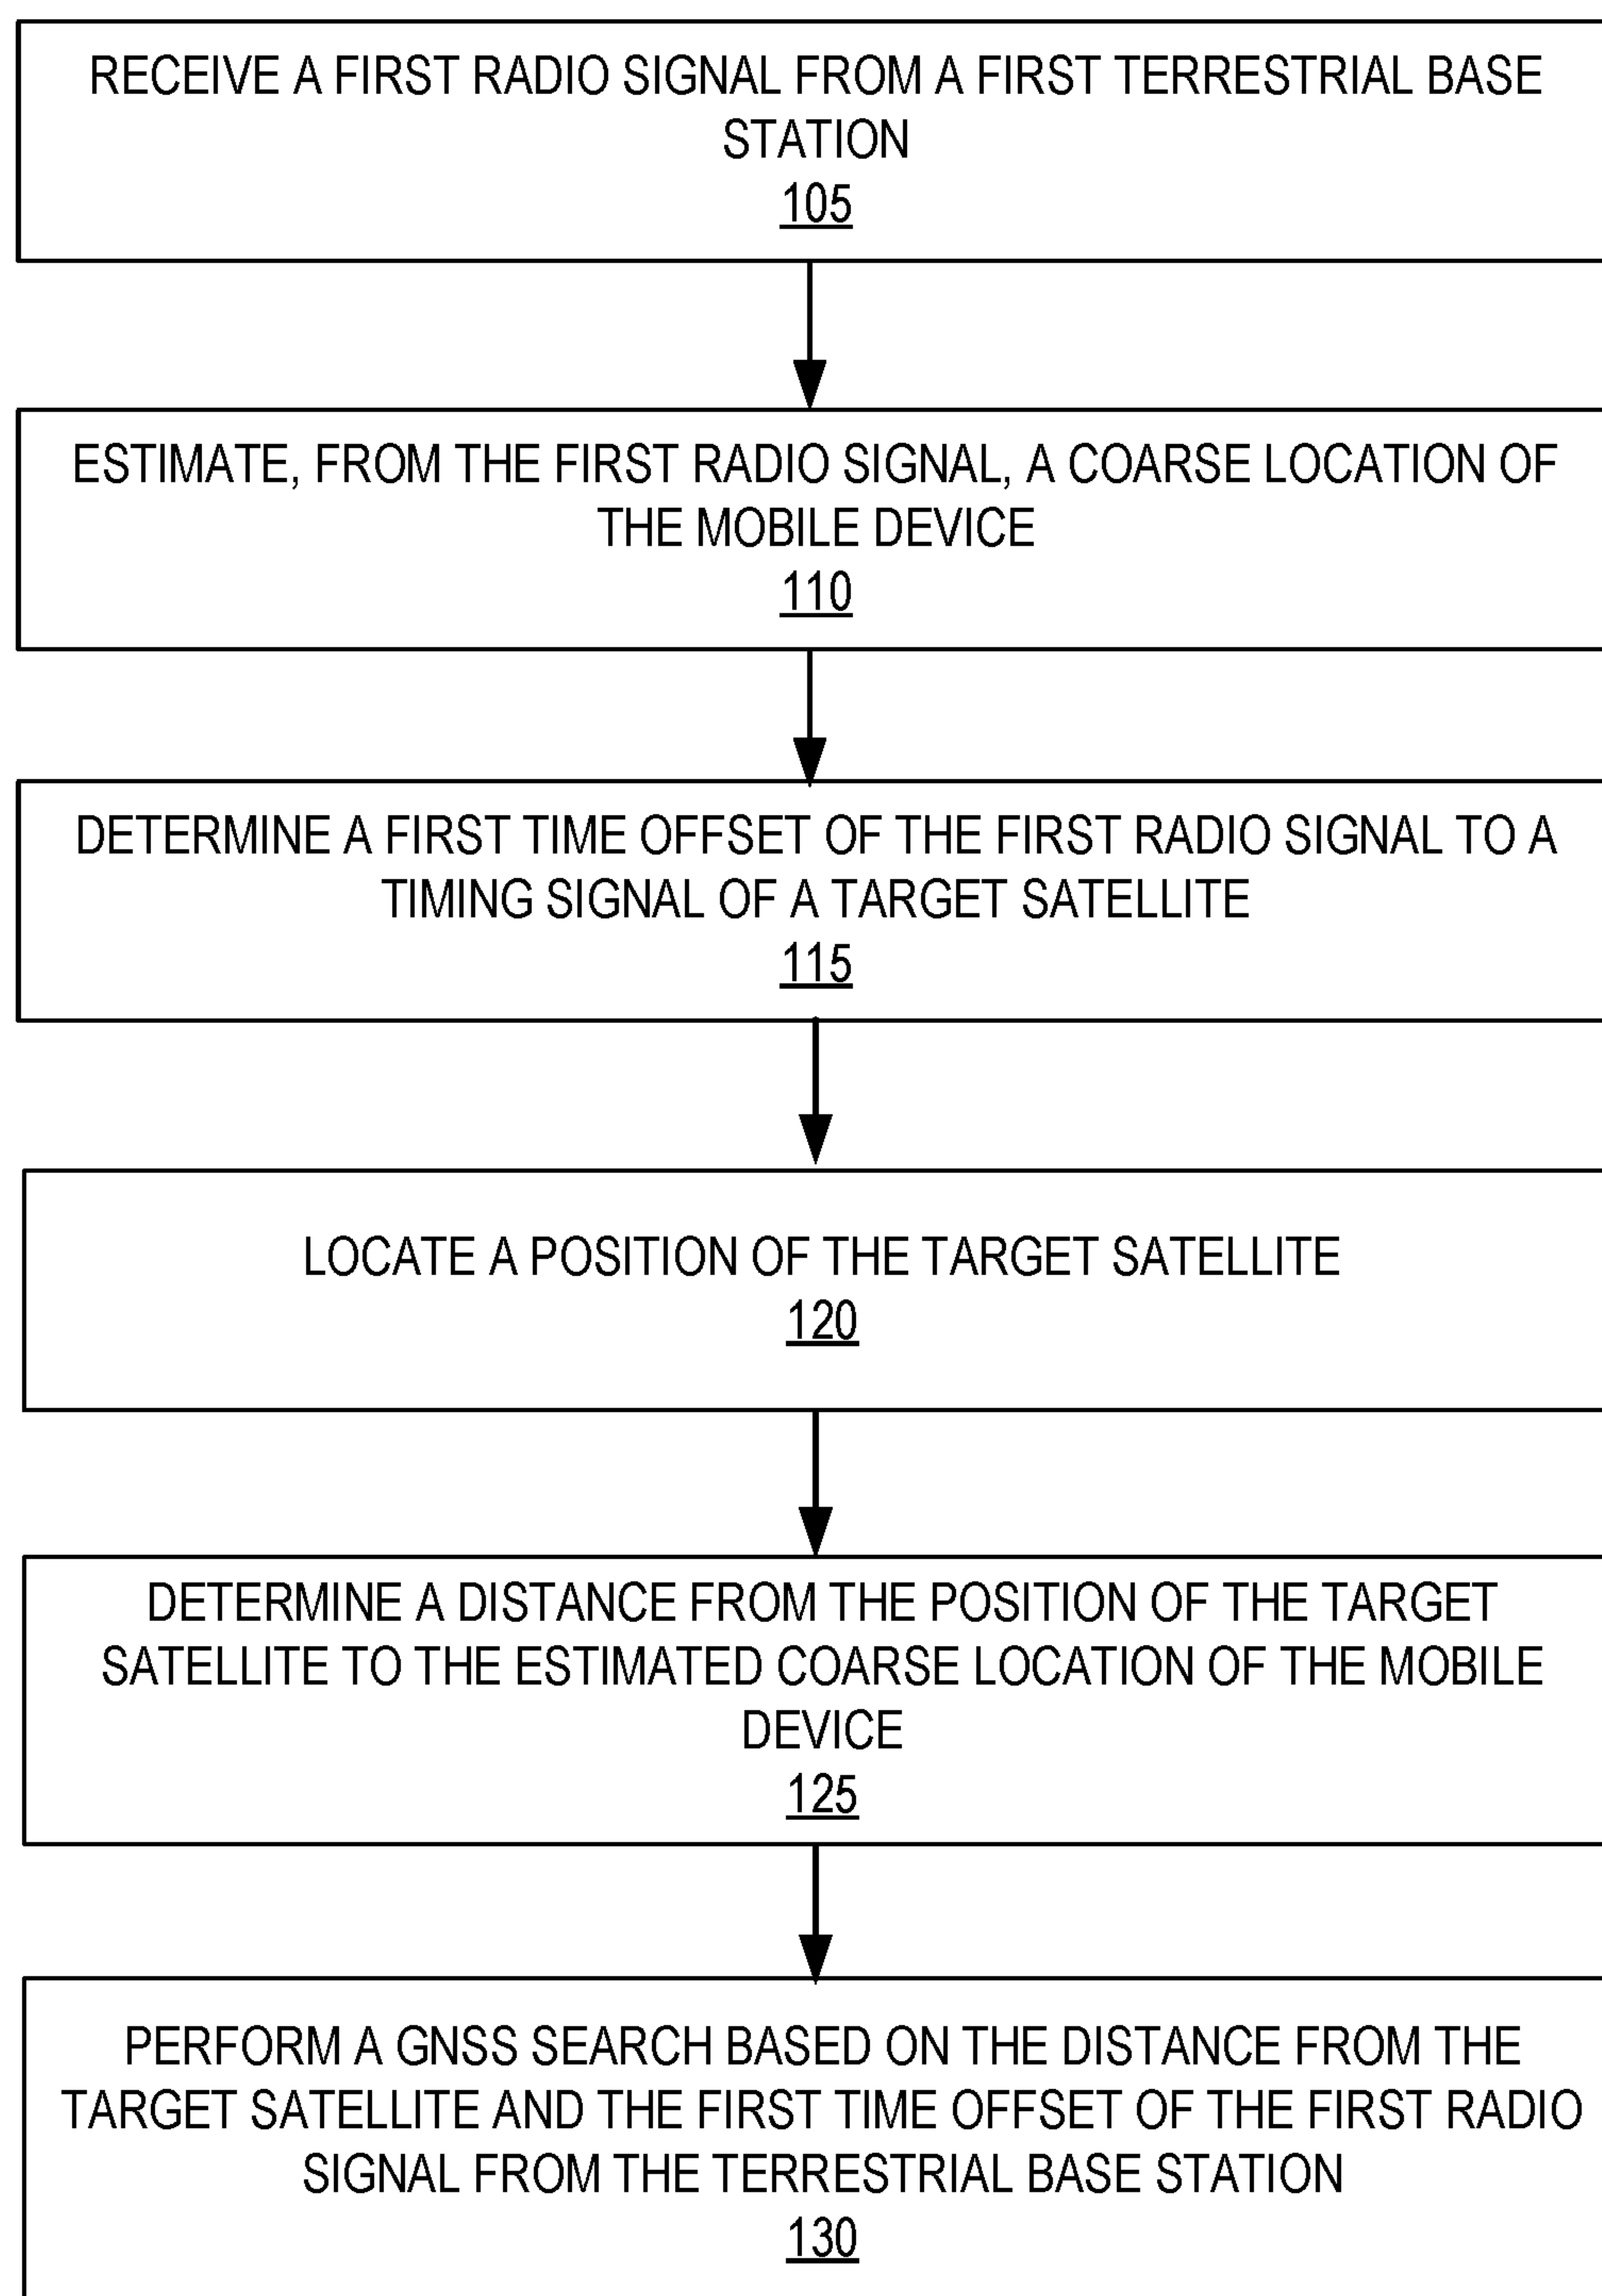 RECEIVE A FIRST RADIO SIGNAL FROM A FIRST TERRESTRIAL BASE
STATION
105
ESTIMATE, FROM THE FIRST RADIO SIGNAL, A COARSE LOCATION OF
THE MOBILE DEVICE
110
DETERMINE A FIRST TIME OFFSET OF THE FIRST RADIO SIGNAL TO A
TIMING SIGNAL OF A TARGET SATELLITE
115
LOCATE A POSITION OF THE TARGET SATELLITE
120
DETERMINE A DISTANCE FROM THE POSITION OF THE TARGET
SATELLITE TO THE ESTIMATED COARSE LOCATION OF THE MOBILE
DEVICE
125
PERFORM A GNSS SEARCH BASED ON THE DISTANCE FROM THE
TARGET SATELLITE AND THE FIRST TIME OFFSET OF THE FIRST RADIO
SIGNAL FROM THE TERRESTRIAL BASE STATION
130